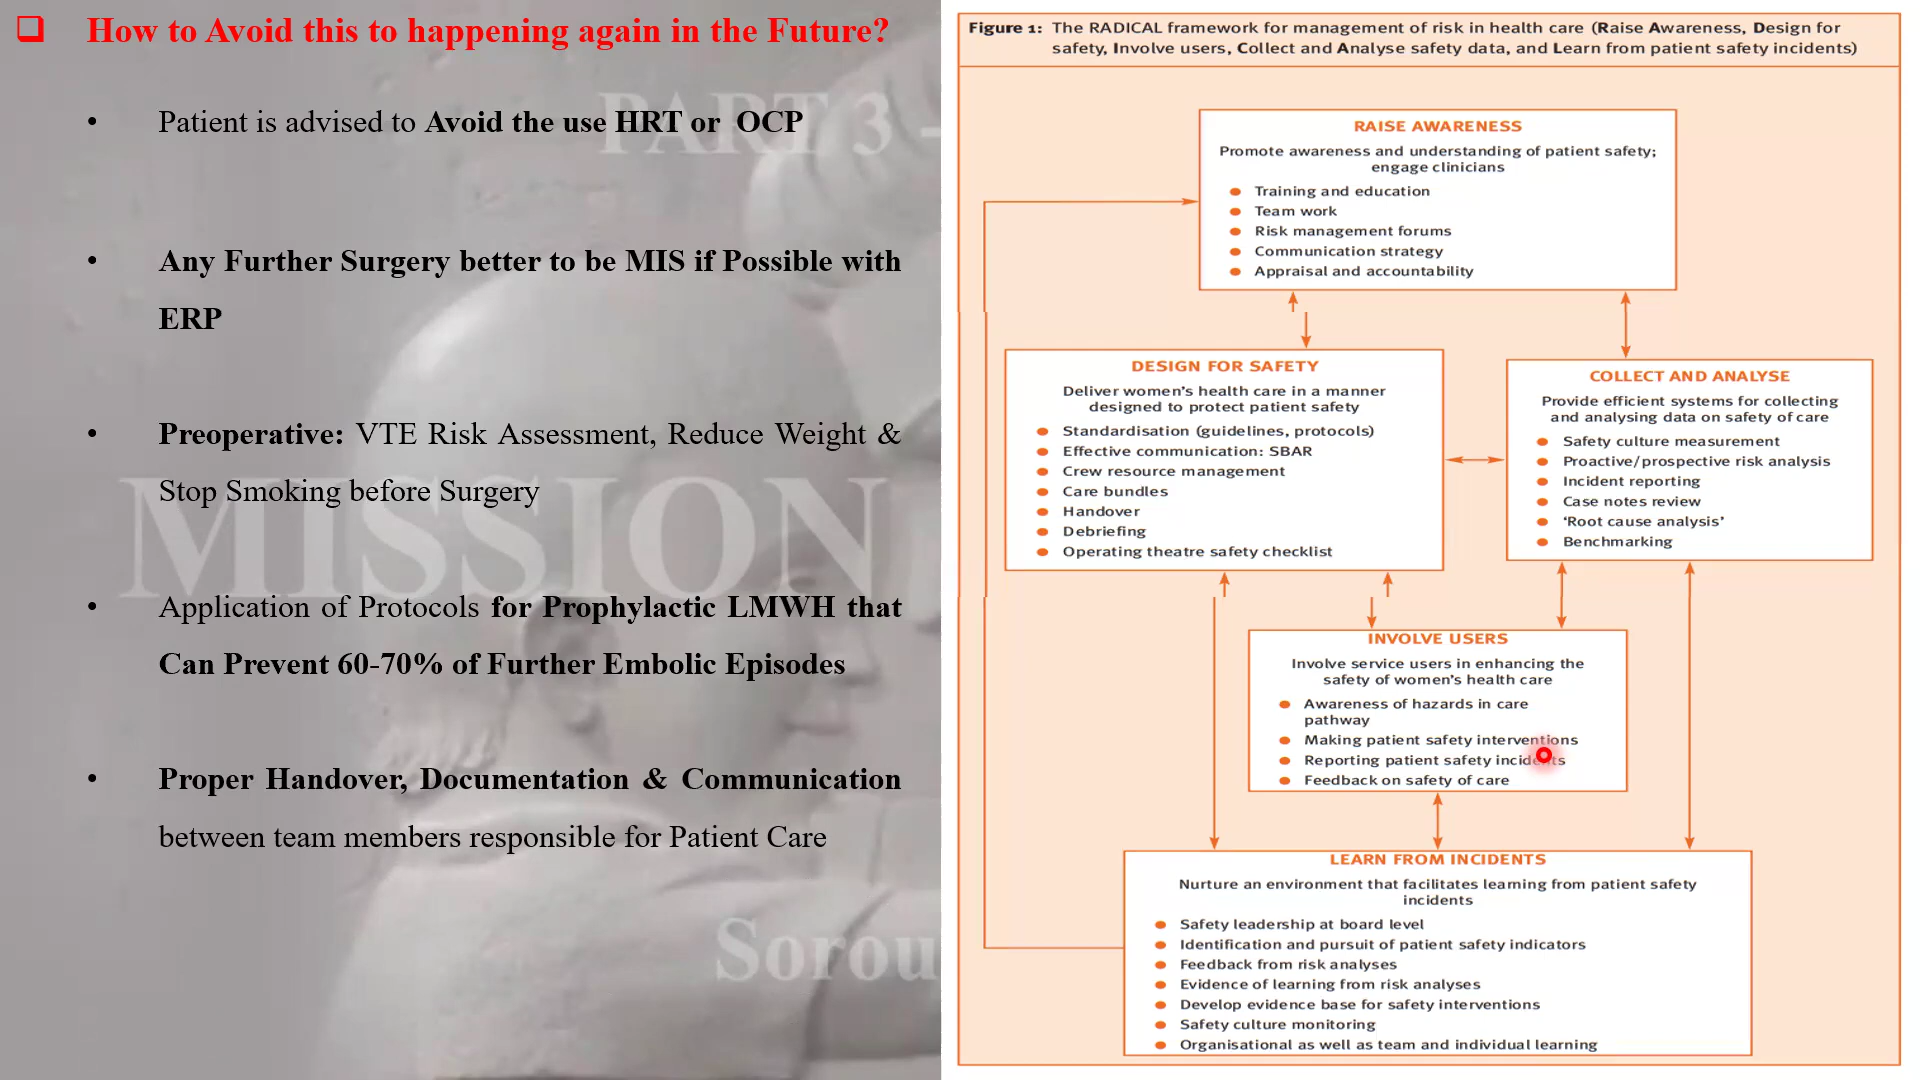 How to Avoid this to happening again in the Future?
• Patient is advised to Avoid the use HRT or OCP
• Any Further Surgery better to be MIS if Possible with
ERP
• Preoperative: VTE Risk Assessment, Reduce Weight &
Stop Smoking before Surgery
• Application of Protocols for Prophylactic LMWH that
Can Prevent 60-70% of Further Embolic Episodes
• Proper Handover, Documentation & Communication
between team members responsible for Patient Care
PART 3 -
MISSION
Sorou
Figure 1: The RADICAL framework for management of risk in health care (Raise Awareness, Design for
safety, Involve users, Collect and Analyse safety data, and Learn from patient safety incidents)
RAISE AWARENESS
Promote awareness and understanding of patient safety;
engage clinicians
Training and education
Team work
Risk management forums
Communication strategy
Appraisal and accountability
DESIGN FOR SAFETY
Deliver women's health care in a manner
designed to protect patient safety
Standardisation (guidelines, protocols)
Effective communication: SBAR
Crew resource management
Care bundles
Handover
Debriefing
Operating theatre safety checklist
COLLECT AND ANALYSE
Provide efficient systems for collecting
and analysing data on safety of care
Safety culture measurement
Proactive/prospective risk analysis
Incident reporting
Case notes review
‘Root cause analysis’
Benchmarking
INVOLVE USERS
Involve service users in enhancing the
safety of women's health care
Awareness of hazards in care
pathway
Making patient safety interventions
Reporting patient safety incidents
Feedback on safety of care
LEARN FROM INCIDENTS
Nurture an environment that facilitates learning from patient safety
incidents
Safety leadership at board level
Identification and pursuit of patient safety indicators
Feedback from risk analyses
Evidence of learning from risk analyses
Develop evidence base for safety interventions
Safety culture monitoring
Organisational as well as team and individual learning